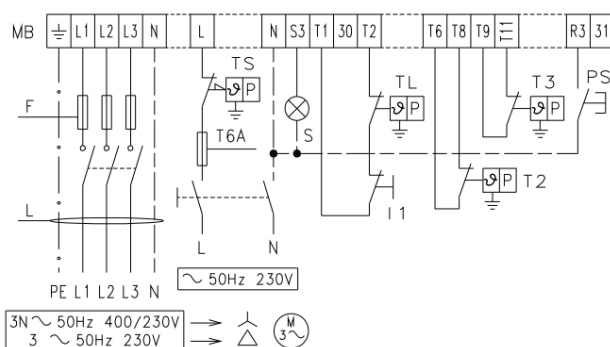 MB ⏚ L1 L2 L3 N L N S3 T1 30 T2 T6 T8 T9 T11 R3 31
TS
ϑ P
TL
ϑ P
T3
ϑ P
PS
F
T6A
S
T2
ϑ P
I1
L
L N
PE L1 L2 L3 N
∼ 50Hz 230V
3N ∼ 50Hz 400/230V
3 ∼ 50Hz 230V
M
3∼